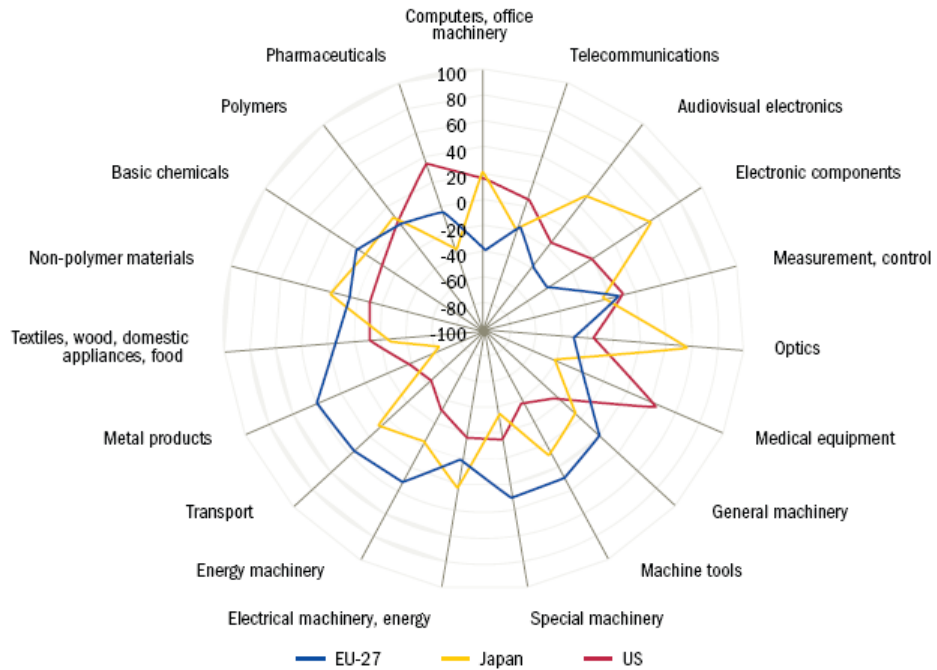 Computers, office
machinery
Pharmaceuticals
Telecommunications
Polymers
Audiovisual electronics
Basic chemicals
Electronic components
Non-polymer materials
Measurement, control
Textiles, wood, domestic
appliances, food
Optics
Metal products
Medical equipment
Transport
General machinery
Energy machinery
Machine tools
Electrical machinery, energy
Special machinery
100
80
60
40
20
0
-20
-40
-60
-80
-100
EU-27
Japan
US